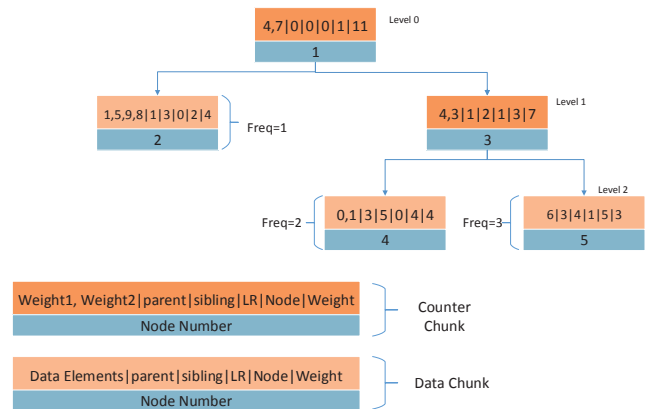 4,7|0|0|0|1|11
Level 0
1
1,5,9,8|1|3|0|2|4
Freq=1
2
4,3|1|2|1|3|7
Level 1
3
Level 2
Freq=2
0,1|3|5|0|4|4
4
Freq=3
6|3|4|1|5|3
5
Weight1, Weight2|parent|sibling|LR|Node|Weight
Node Number
Counter
Chunk
Data Elements|parent|sibling|LR|Node|Weight
Node Number
Data Chunk